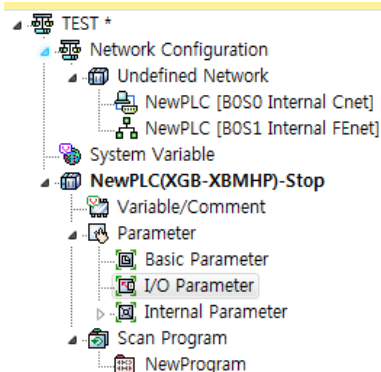 TEST *
Network Configuration
Undefined Network
NewPLC [B0S0 Internal Cnet]
NewPLC [B0S1 Internal FEnet]
System Variable
NewPLC(XGB-XBMHP)-Stop
Variable/Comment
Parameter
Basic Parameter
I/O Parameter
Internal Parameter
Scan Program
NewProgram